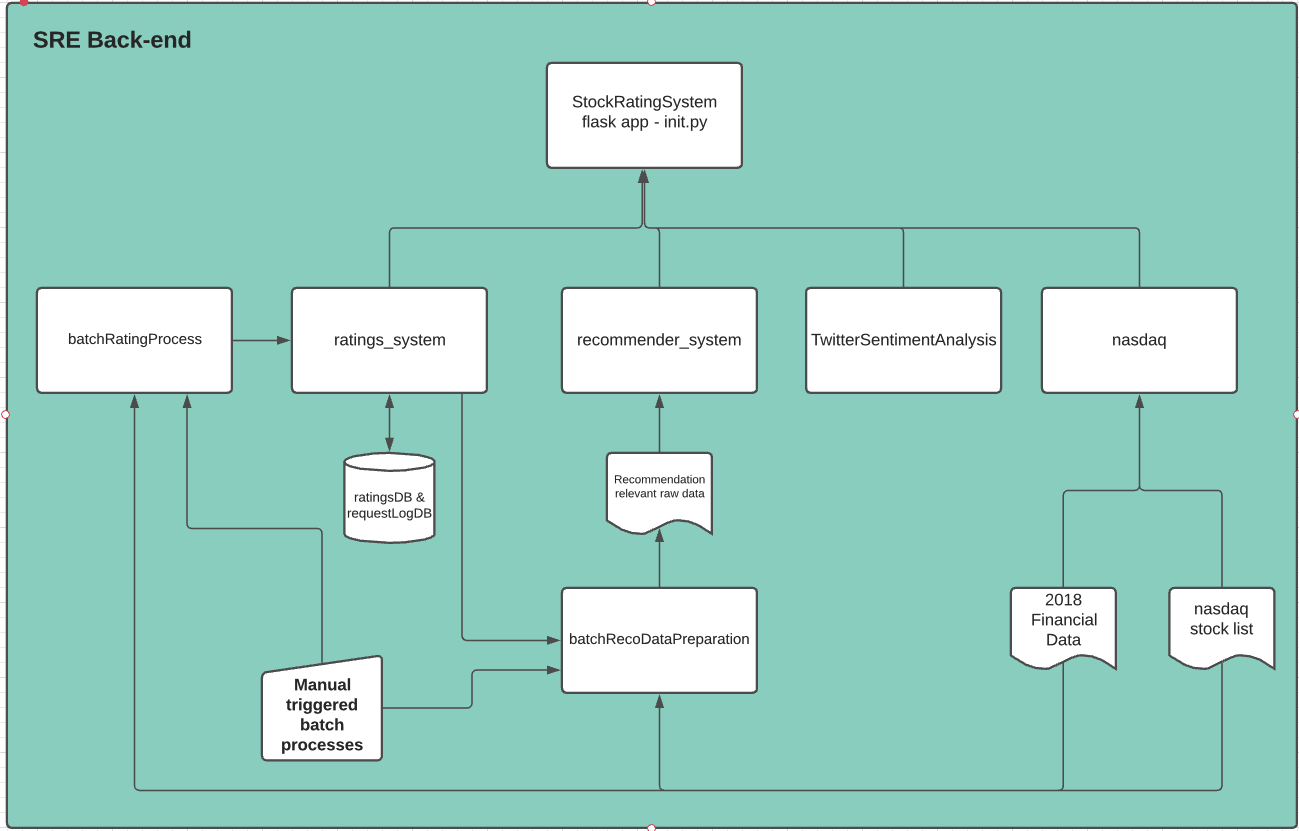 SRE Back-end
StockRatingSystem
flask app - init.py
batchRatingProcess
ratings_system
recommender_system
TwitterSentimentAnalysis
nasdaq
ratingsDB &
requestLogDB
Recommendation
relevant raw data
batchRecoDataPreparation
2018
Financial
Data
nasdaq
stock list
Manual
triggered
batch
processes